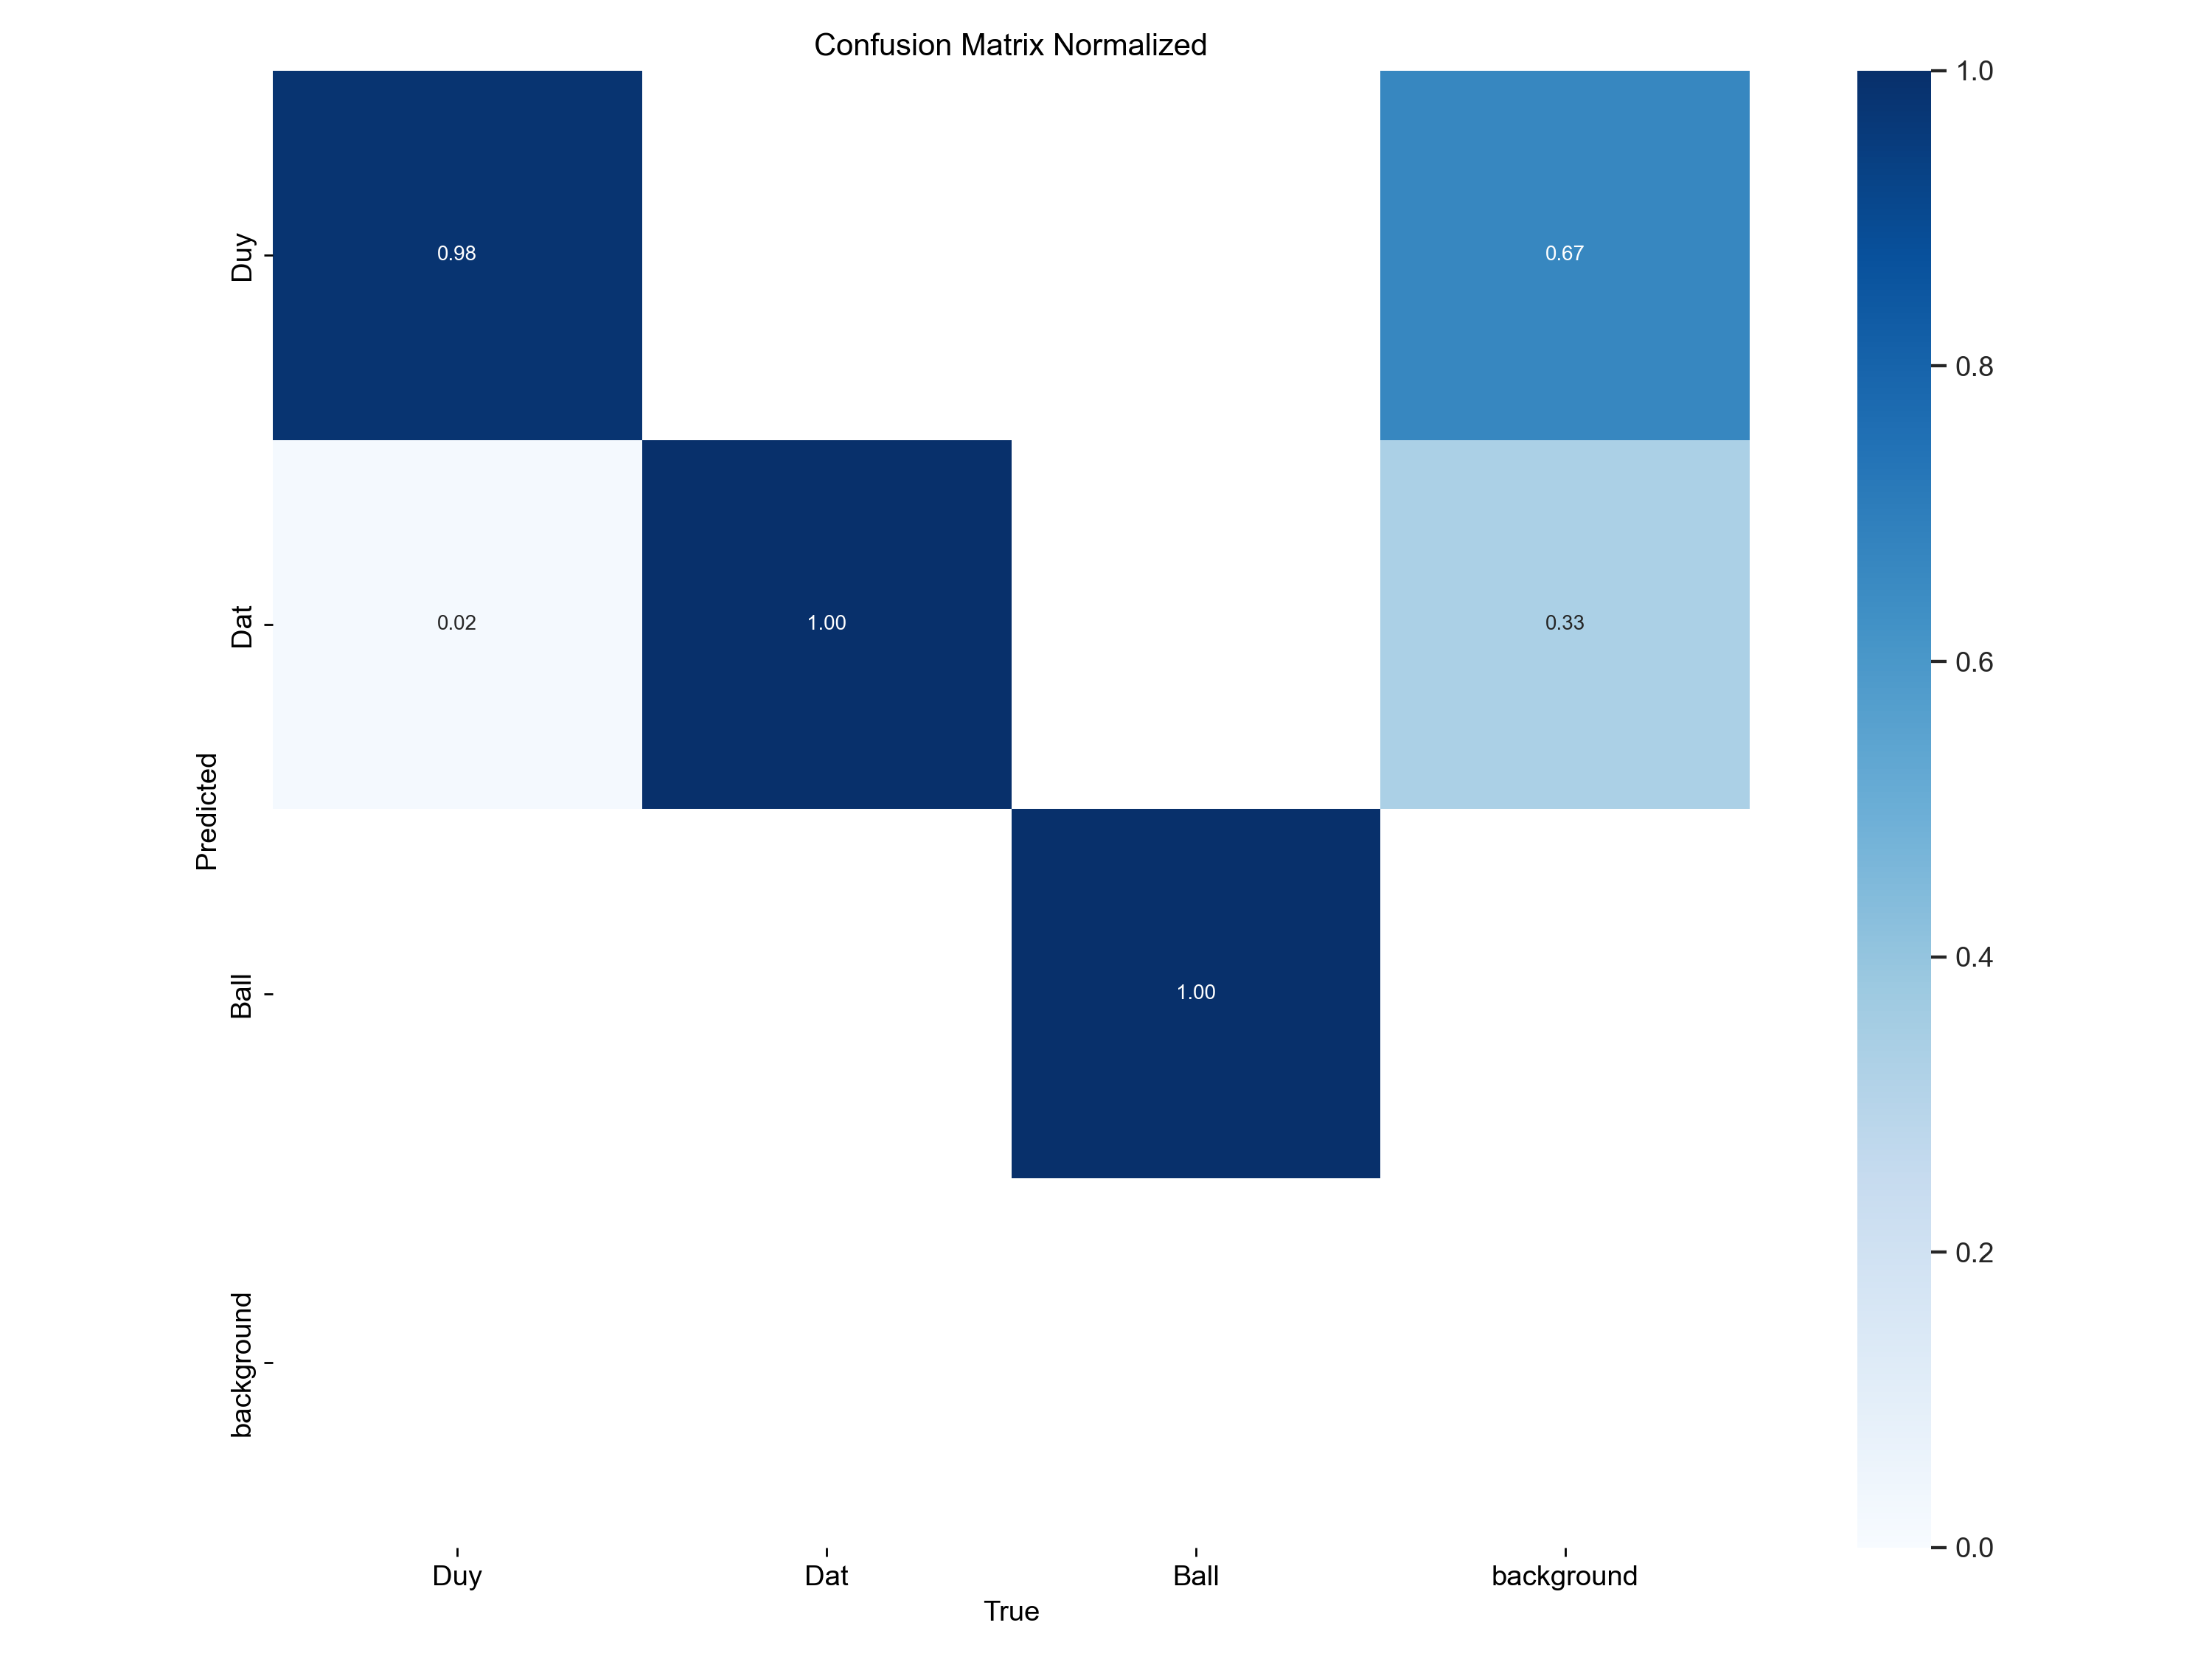 Confusion Matrix Normalized
1.0
Duy
0.98
0.67
0.8
0.6
Dat
0.02
1.00
0.33
Predicted
0.4
Ball
1.00
0.2
background
0.0
Duy
Dat
Ball
background
True